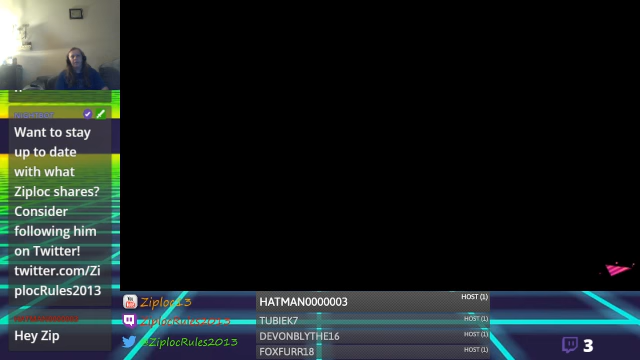 Want to stay
up to date
with what
Ziploc shares?
Consider
following him
on Twitter!
twitter.com/Zi
plocRules2013
Hey Zip
Ziploc13
ZiplocRules2013
@ZiplocRules2013
HATMAN0000003 HOST (1)
TUBIEK7 HOST (1)
DEVONBLYTHE16 HOST (1)
FOXFURR18 HOST (1)
3